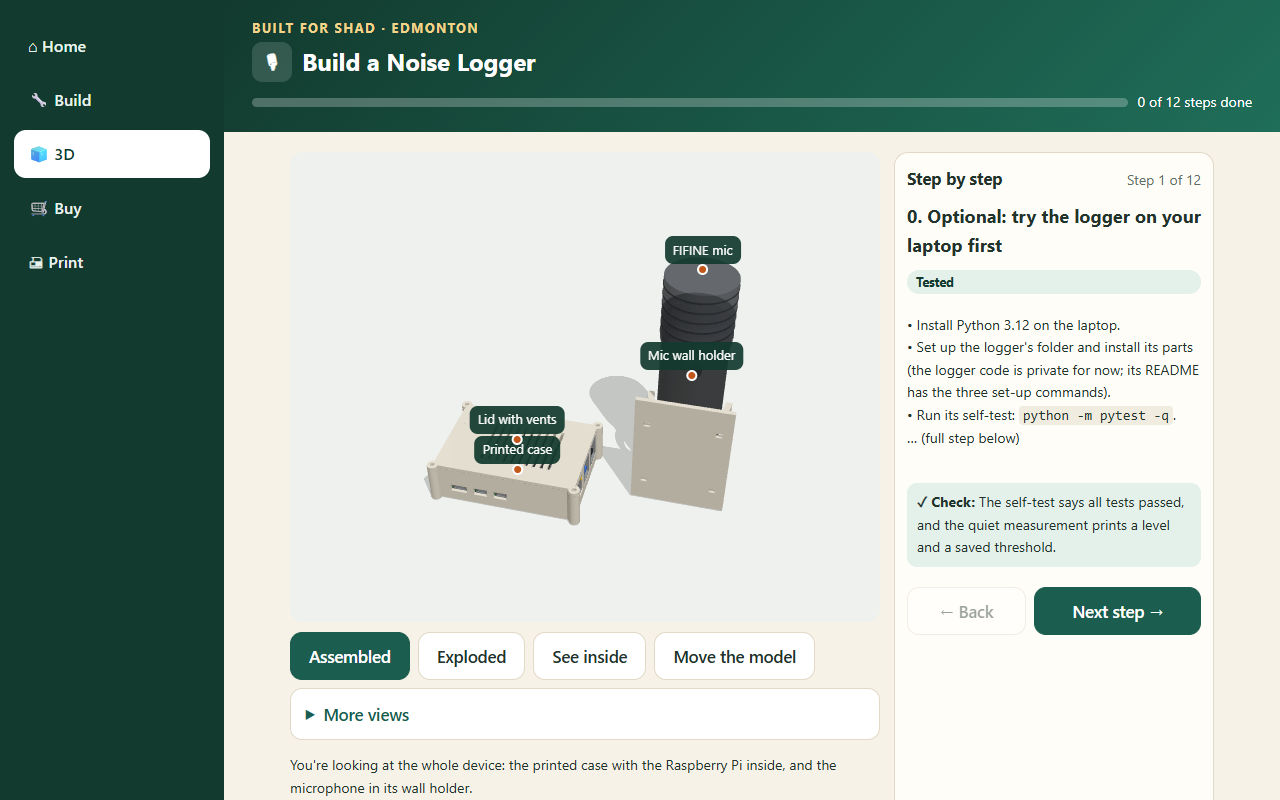 Home
Build
3D
Buy
Print
BUILT FOR SHAD · EDMONTON
Build a Noise Logger
0 of 12 steps done
FIFINE mic
Mic wall holder
Lid with vents
Printed case
Assembled
Exploded
See inside
Move the model
▶ More views
You're looking at the whole device: the printed case with the Raspberry Pi inside, and the
microphone in its wall holder.
Step by step
Step 1 of 12
0. Optional: try the logger on your
laptop first
Tested
• Install Python 3.12 on the laptop.
• Set up the logger's folder and install its parts
(the logger code is private for now; its README
has the three set-up commands).
• Run its self-test: python -m pytest -q.
... (full step below)
✓ Check: The self-test says all tests passed,
and the quiet measurement prints a level
and a saved threshold.
← Back
Next step →